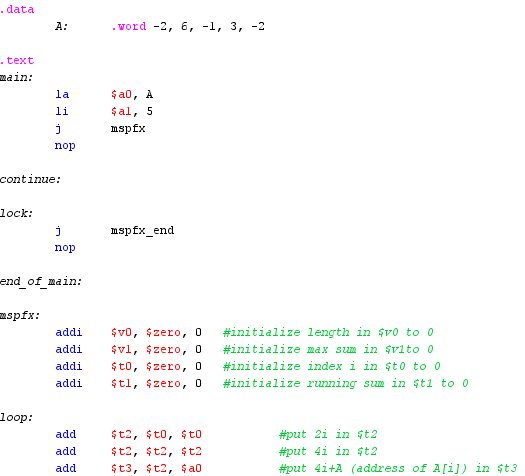 .data
A: .word -2, 6, -1, 3, -2
.text
main:
la $a0, A
li $a1, 5
j mspfx
nop
continue:
lock:
j mspfx_end
nop
end_of_main:
mspfx:
addi $v0, $zero, 0 #initialize length in $v0 to 0
addi $v1, $zero, 0 #initialize max sum in $v1to 0
addi $t0, $zero, 0 #initialize index i in $t0 to 0
addi $t1, $zero, 0 #initialize running sum in $t1 to 0
loop:
add $t2, $t0, $t0 #put 2i in $t2
add $t2, $t2, $t2 #put 4i in $t2
add $t3, $t2, $a0 #put 4i+A (address of A[i]) in $t3